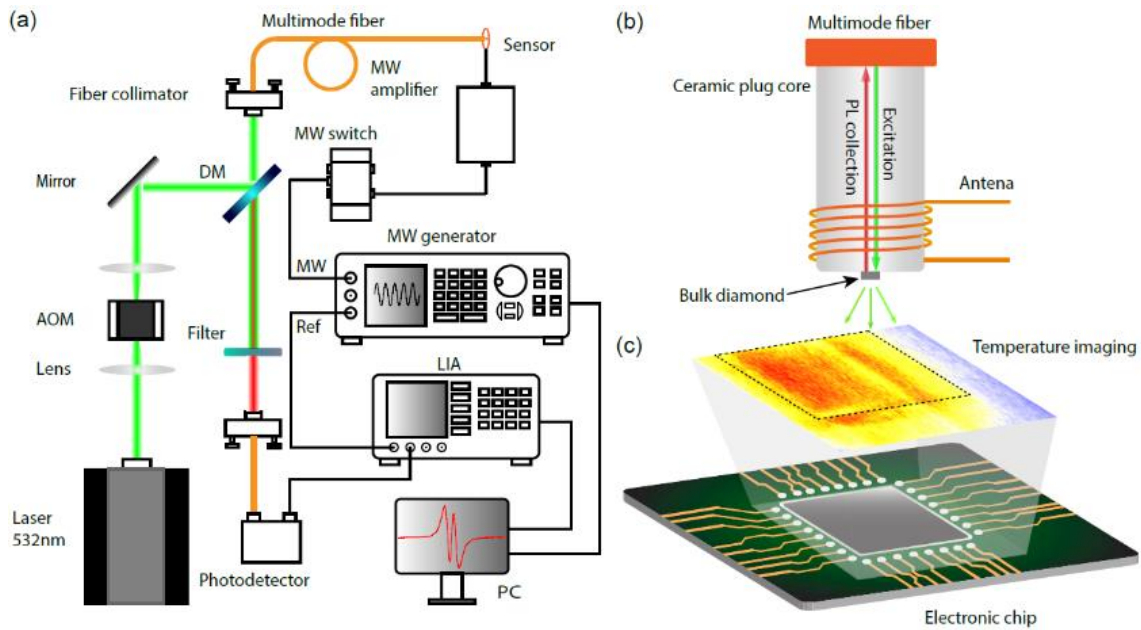 (a)
Multimode fiber
Sensor
MW
amplifier
Fiber collimator
MW switch
DM
Mirror
MW generator
MW
AOM
Ref
Filter
Lens
LIA
Laser
532nm
Photodetector
PC
(b)
Multimode fiber
Ceramic plug core
PL collection
Excitation
Antena
Bulk diamond
(c)
Temperature imaging
Electronic chip